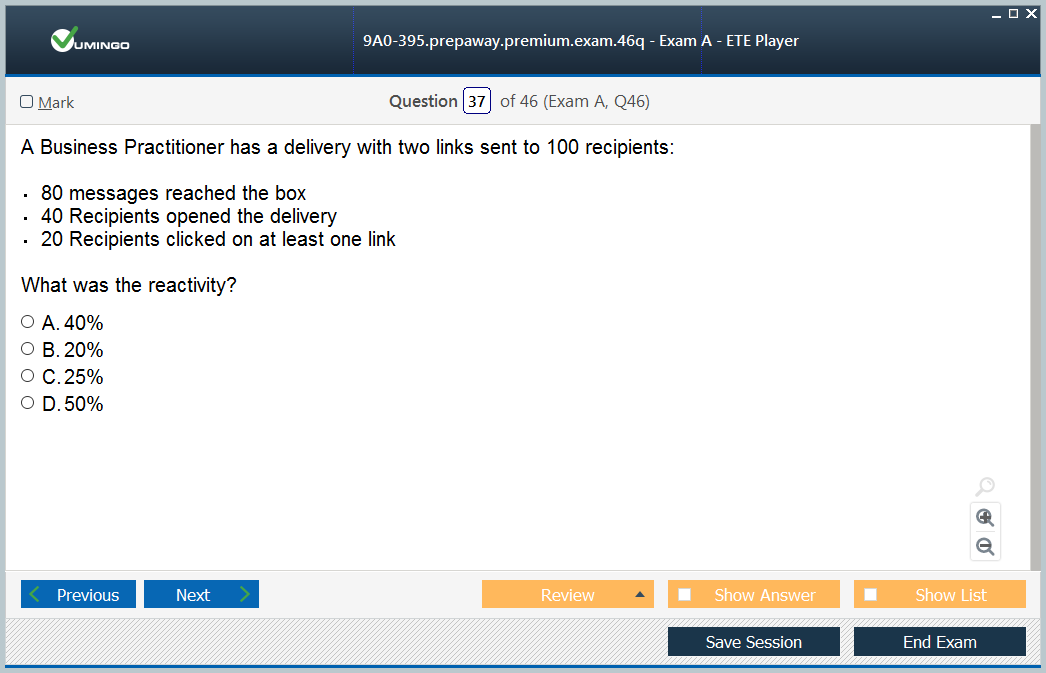 VUMINGO
9A0-395.prepaway.premium.exam.46q - Exam A - ETE Player
Mark
Question 37 of 46 (Exam A, Q46)
A Business Practitioner has a delivery with two links sent to 100 recipients:
80 messages reached the box
40 Recipients opened the delivery
20 Recipients clicked on at least one link
What was the reactivity?
A. 40%
B. 20%
C. 25%
D. 50%
Previous
Next
Review
Show Answer
Show List
Save Session
End Exam